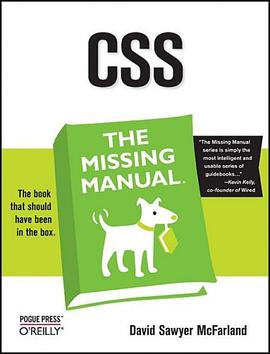 CSS
THE
MISSING
MANUAL®
The book
that should
have been
in the box.
"The Missing Manual
series is simply the
most intelligent and
usable series of
guidebooks..."
—Kevin Kelly,
co-founder of Wired
POGUE PRESS™
O'REILLY®
David Sawyer McFarland